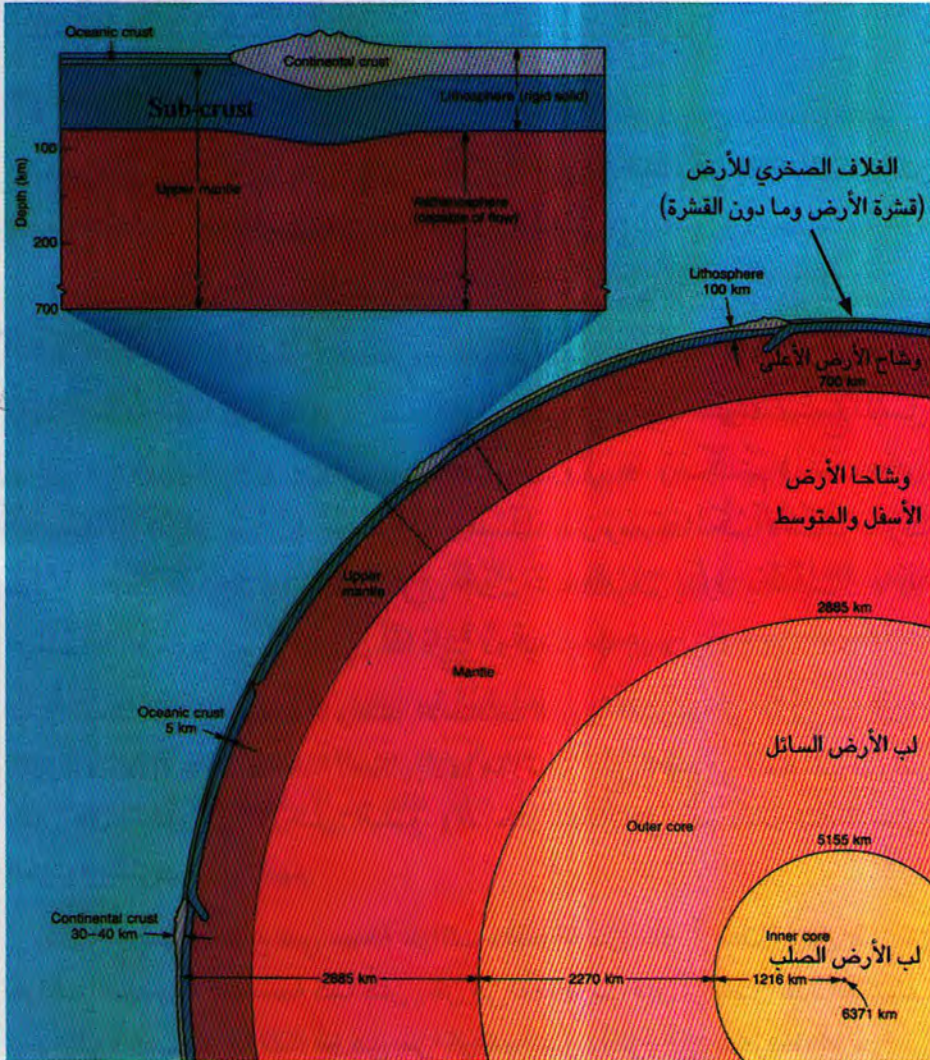 Oceanic crust
Continental crust
Lithosphere (rigid solid)
Sub-crust
100
Upper mantle
Asthenosphere
(capable of flow)
Depth (km)
200
700
الغلاف الصخري للأرض
(قشرة الأرض وما دون القشرة)
Lithosphere
100 km
وشاح الأرض الأعلى
700 km
وشاحا الأرض
الأسفل والمتوسط
Upper
mantle
2885 km
Mantle
Oceanic crust
5 km
لب الأرض السائل
Outer core
5155 km
Continental crust
30–40 km
Inner core
لب الأرض الصلب
2885 km
2270 km
1216 km
6371 km